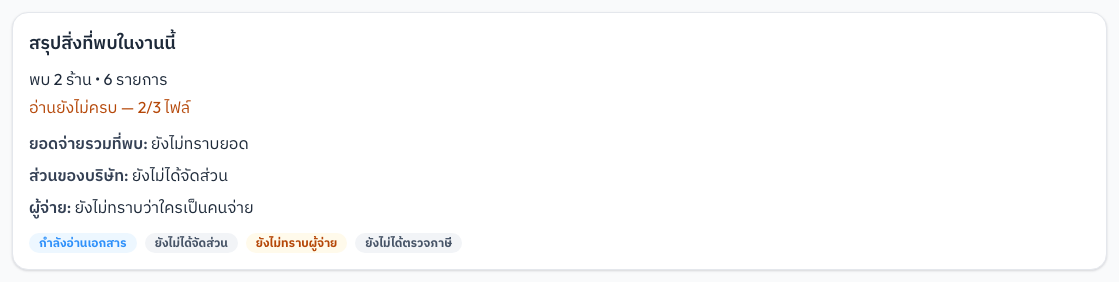 สรุปสิ่งที่พบในงานนี้
พบ 2 ร้าน • 6 รายการ
อ่านยังไม่ครบ — 2/3 ไฟล์
ยอดจ่ายรวมที่พบ: ยังไม่ทราบยอด
ส่วนของบริษัท: ยังไม่ได้จัดส่วน
ผู้จ่าย: ยังไม่ทราบว่าใครเป็นคนจ่าย
กำลังอ่านเอกสาร ยังไม่ได้จัดส่วน ยังไม่ทราบผู้จ่าย ยังไม่ได้ตรวจภาษี